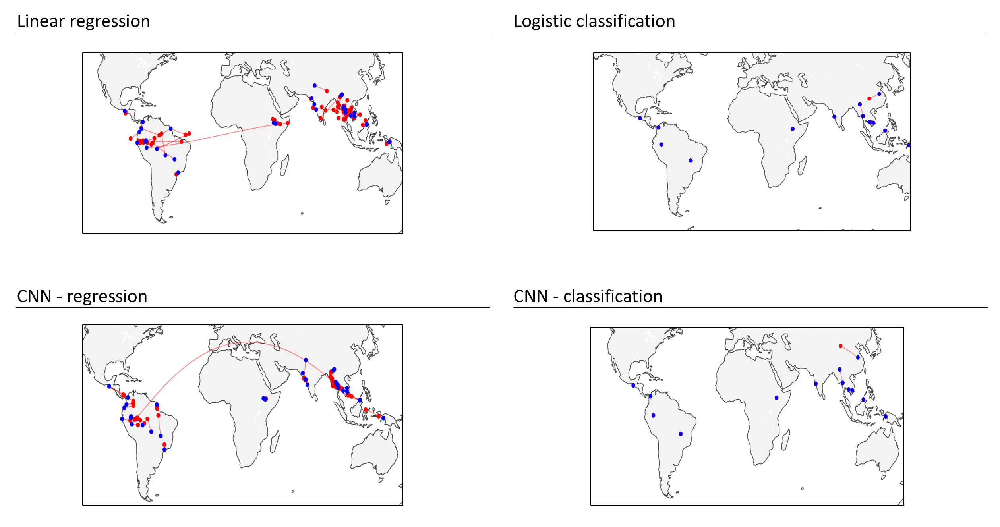 Linear regression
Logistic classification
CNN - regression
CNN - classification